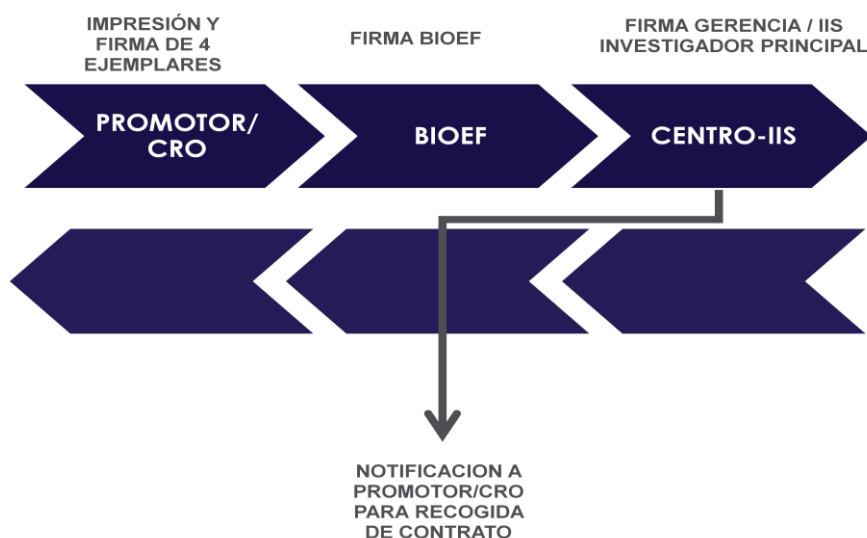 IMPRESIÓN Y
FIRMA DE 4
EJEMPLARES
FIRMA BIOEF
FIRMA GERENCIA / IIS
INVESTIGADOR PRINCIPAL
PROMOTOR/
CRO
BIOEF
CENTRO-IIS
NOTIFICACION A
PROMOTOR/CRO
PARA RECOGIDA
DE CONTRATO